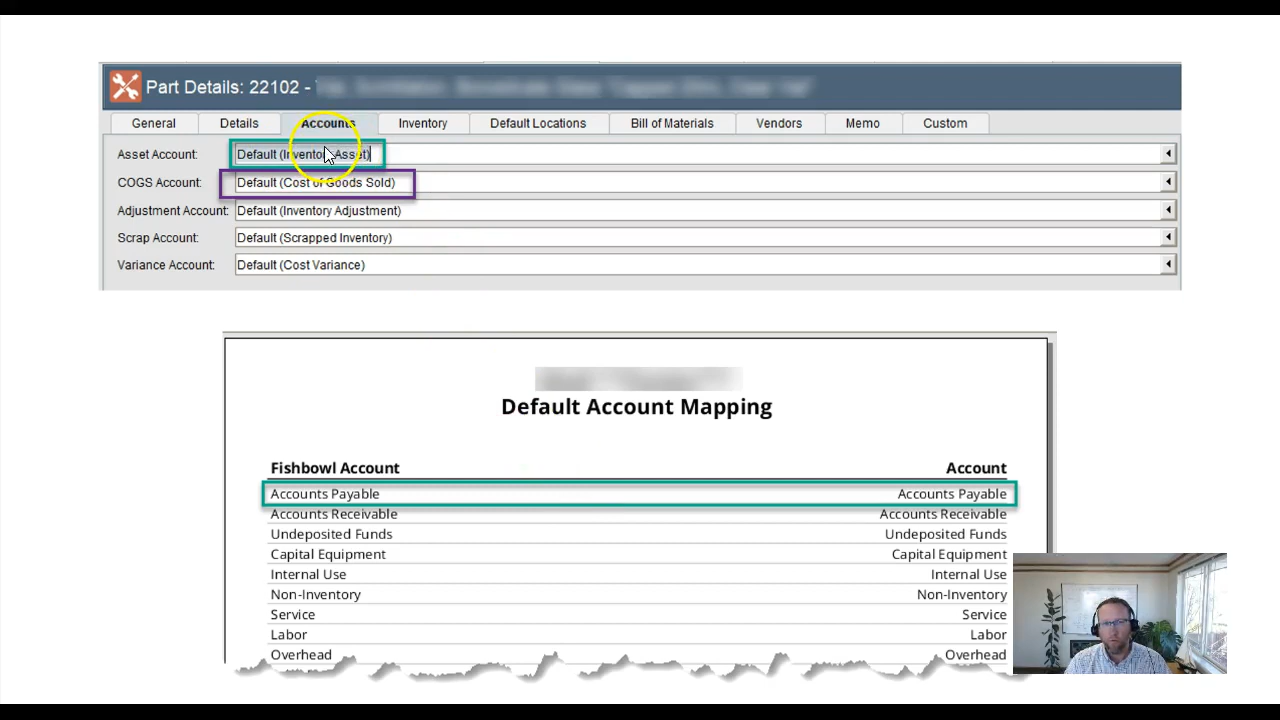 Part Details: 22102 -
General Details Accounts Inventory Default Locations Bill of Materials Vendors Memo Custom
Asset Account: Default (Inventory Asset)
COGS Account: Default (Cost of Goods Sold)
Adjustment Account: Default (Inventory Adjustment)
Scrap Account: Default (Scrapped Inventory)
Variance Account: Default (Cost Variance)
Default Account Mapping
Fishbowl Account Account
Accounts Payable Accounts Payable
Accounts Receivable Accounts Receivable
Undeposited Funds Undeposited Funds
Capital Equipment Capital Equipment
Internal Use Internal Use
Non-Inventory Non-Inventory
Service Service
Labor Labor
Overhead Overhead